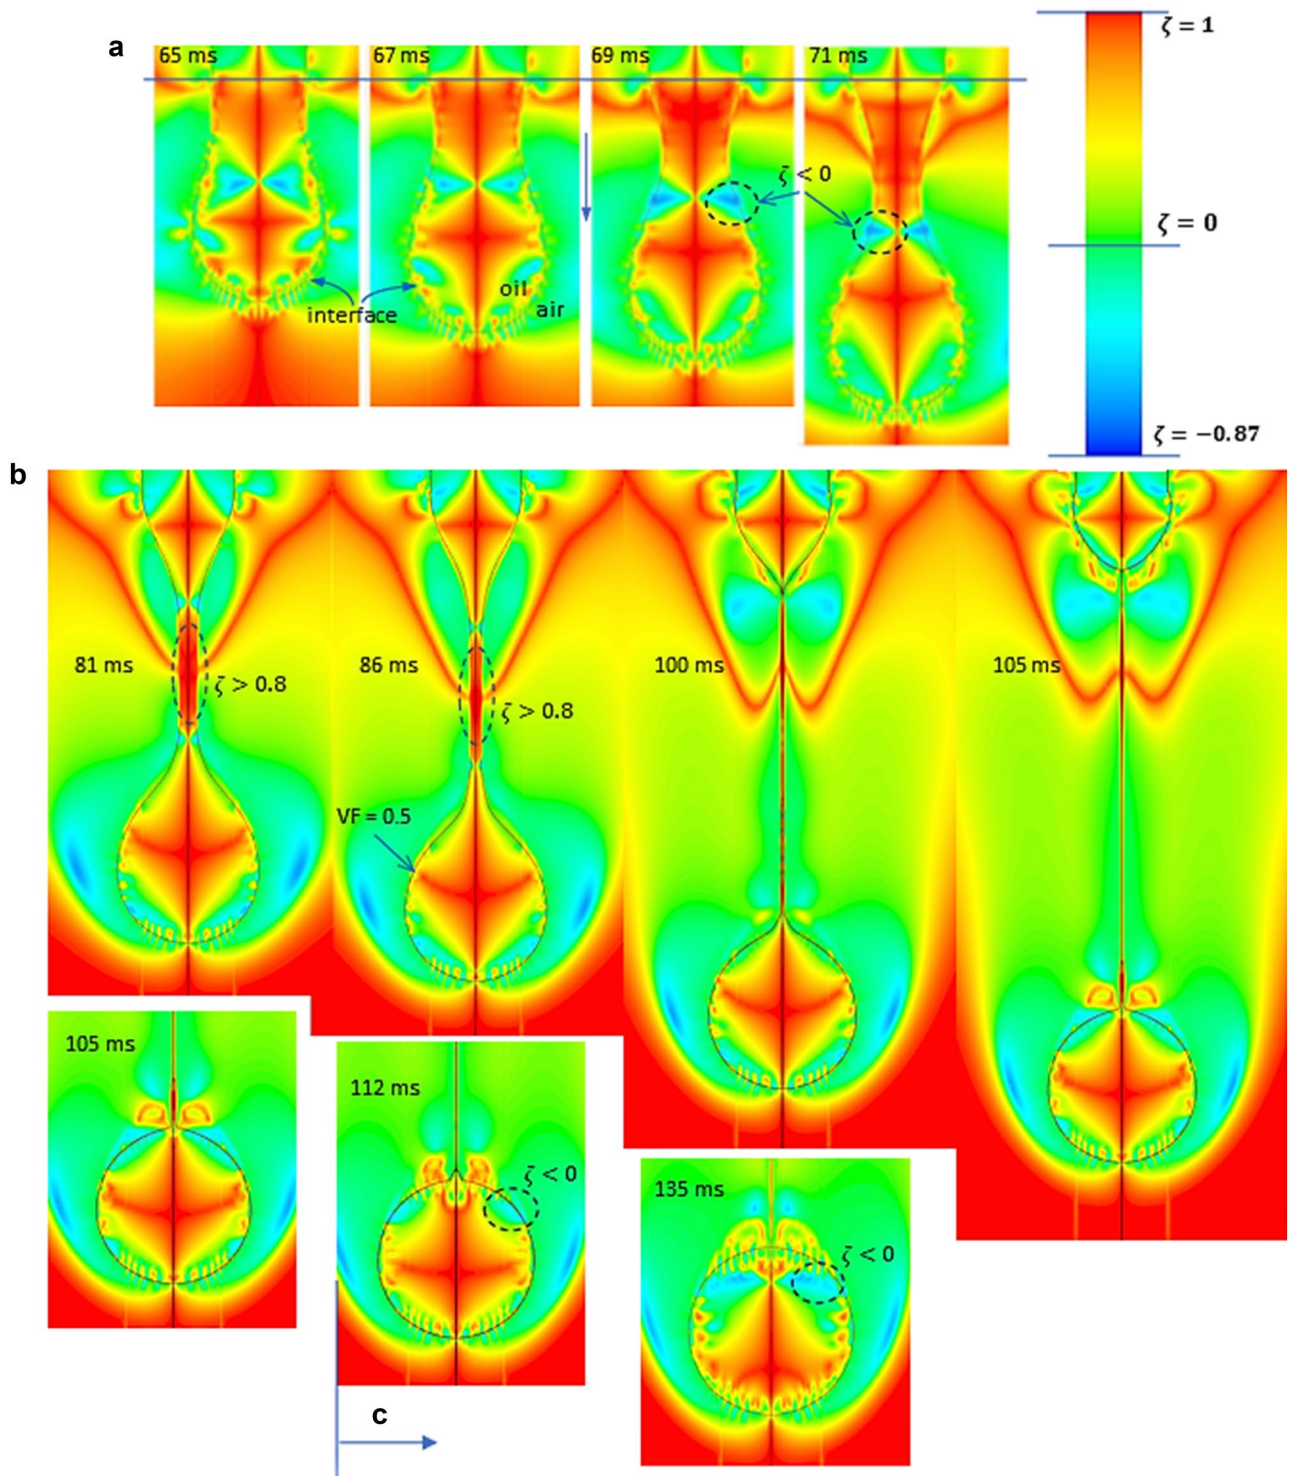 a
65 ms
67 ms
69 ms
71 ms
ζ = 1
ζ < 0
ζ = 0
oil
air
interface
ζ = −0.87
b
81 ms
ζ > 0.8
86 ms
ζ > 0.8
VF = 0.5
100 ms
105 ms
105 ms
112 ms
ζ < 0
135 ms
ζ < 0
c